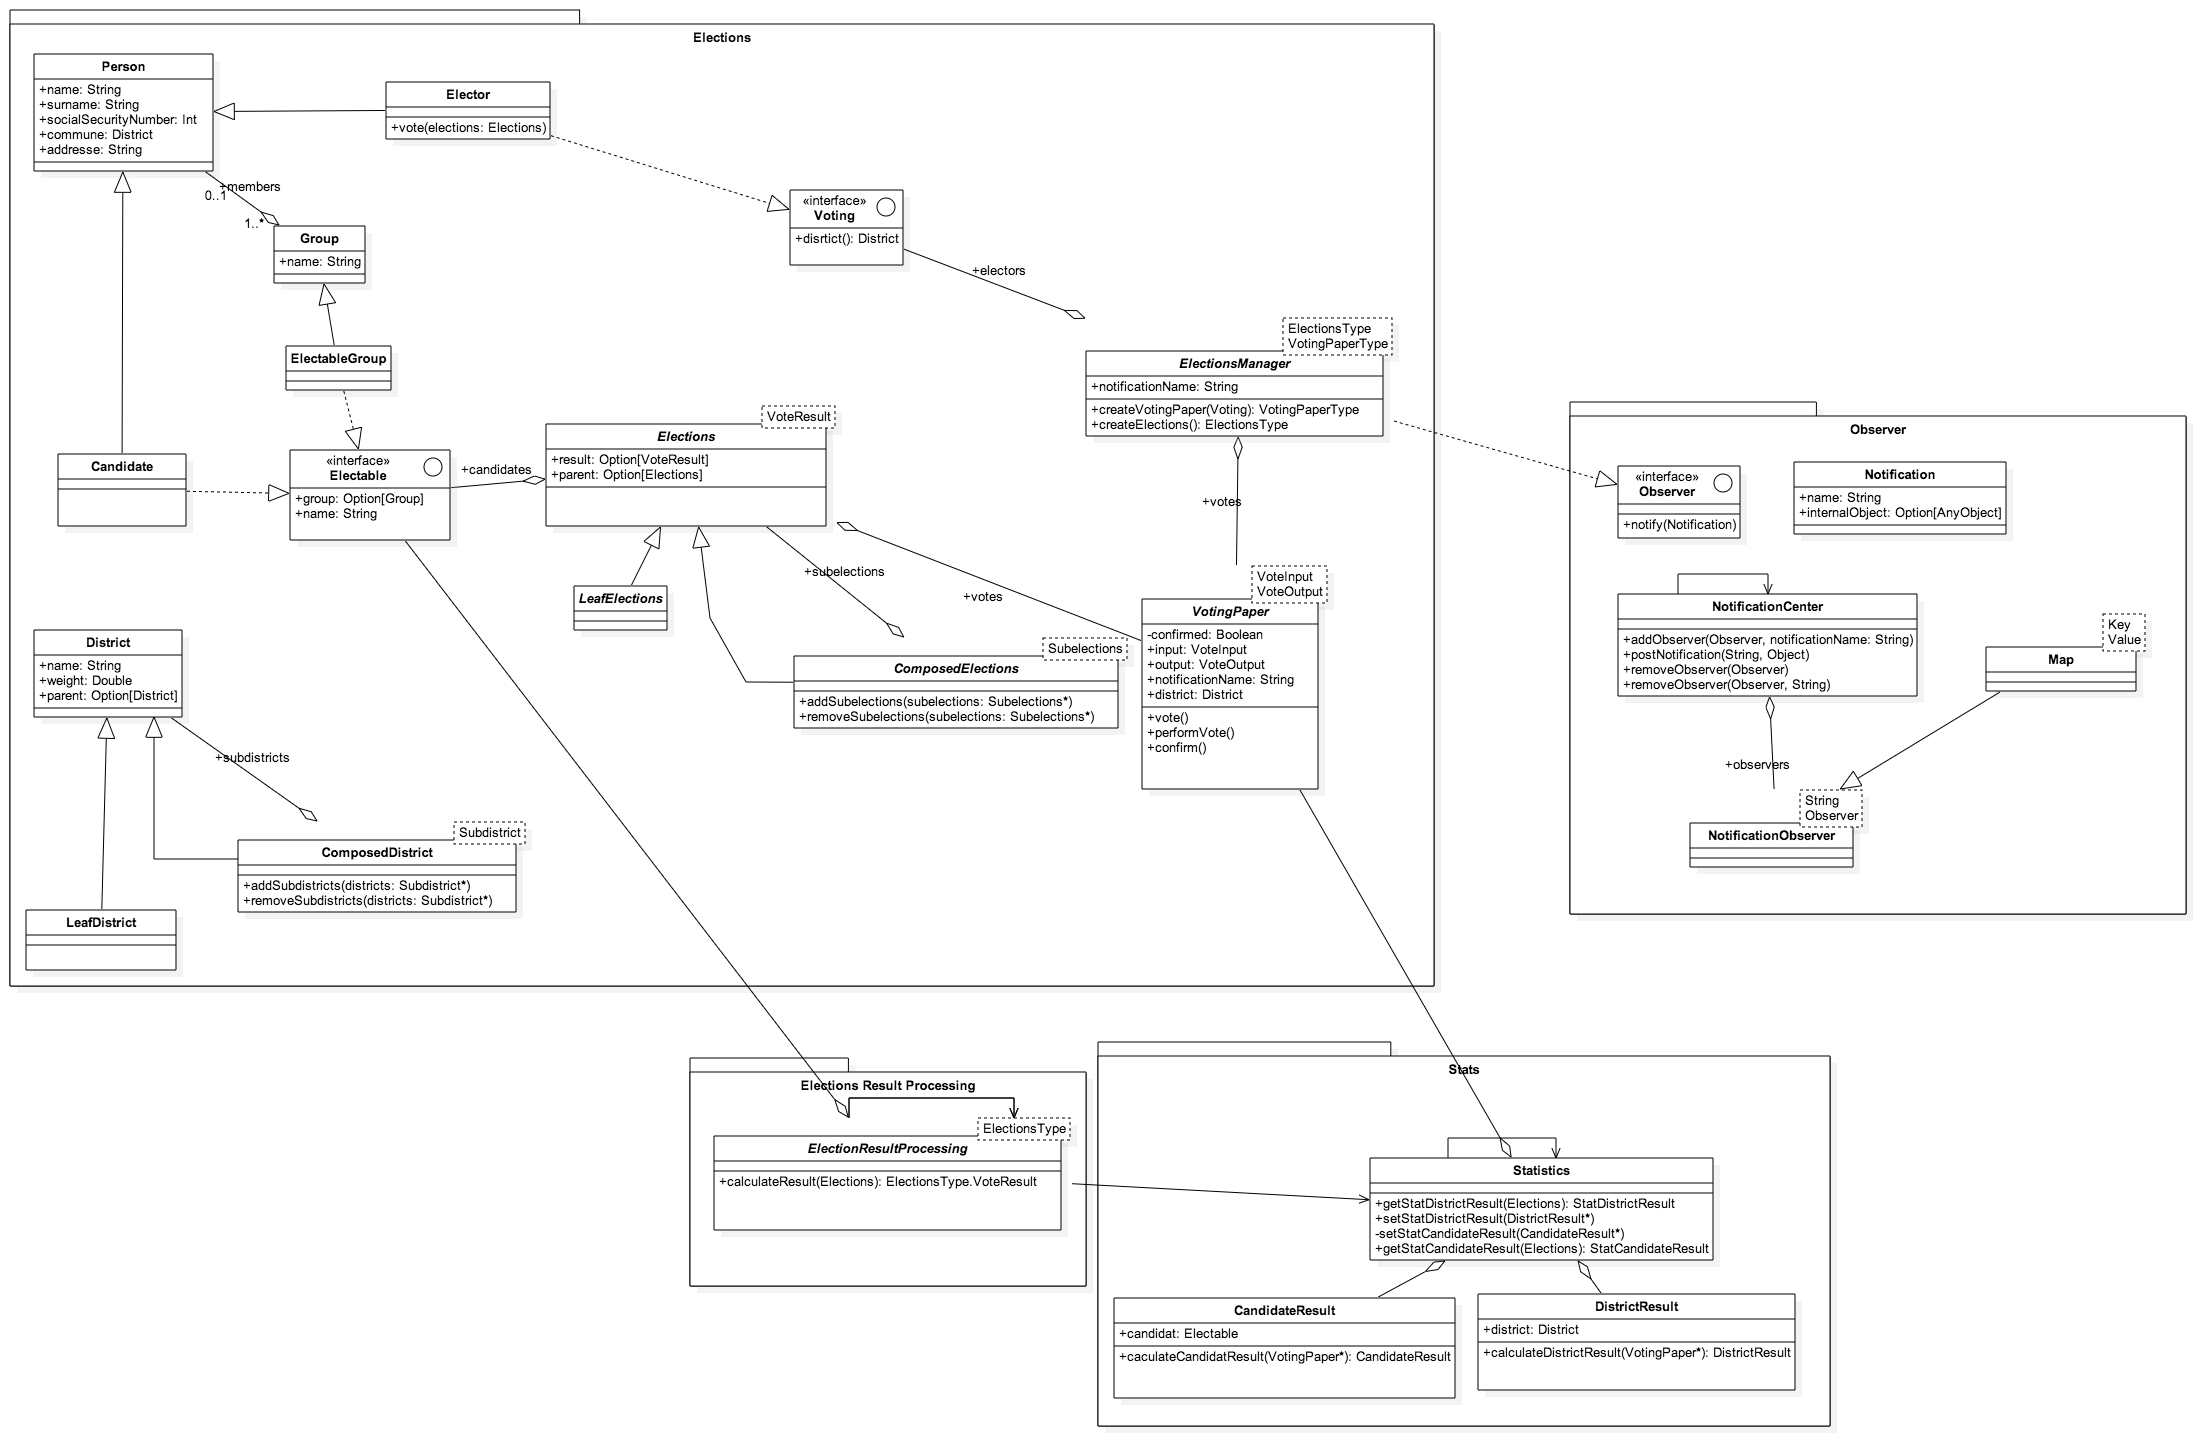 Elections
Person
+name: String
+surname: String
+socialSecurityNumber: Int
+commune: District
+addresse: String
Elector
+vote(elections: Elections)
+members
0..1
1..*
Group
+name: String
«interface»
Voting
+disrtict(): District
+electors
ElectableGroup
ElectionsType
VotingPaperType
ElectionsManager
+notificationName: String
+createVotingPaper(Voting): VotingPaperType
+createElections(): ElectionsType
Candidate
«interface»
Electable
+group: Option[Group]
+name: String
+candidates
VoteResult
Elections
+result: Option[VoteResult]
+parent: Option[Elections]
+votes
+subelections
+votes
LeafElections
VoteInput
VoteOutput
VotingPaper
-confirmed: Boolean
+input: VoteInput
+output: VoteOutput
+notificationName: String
+district: District
+vote()
+performVote()
+confirm()
Subelections
ComposedElections
+addSubelections(subelections: Subelections*)
+removeSubelections(subelections: Subelections*)
District
+name: String
+weight: Double
+parent: Option[District]
+subdistricts
Subdistrict
ComposedDistrict
+addSubdistricts(districts: Subdistrict*)
+removeSubdistricts(districts: Subdistrict*)
LeafDistrict
Observer
«interface»
Observer
+notify(Notification)
Notification
+name: String
+internalObject: Option[AnyObject]
NotificationCenter
+addObserver(Observer, notificationName: String)
+postNotification(String, Object)
+removeObserver(Observer)
+removeObserver(Observer, String)
Key
Value
Map
+observers
String
Observer
NotificationObserver
Elections Result Processing
ElectionsType
ElectionResultProcessing
+calculateResult(Elections): ElectionsType.VoteResult
Stats
Statistics
+getStatDistrictResult(Elections): StatDistrictResult
+setStatDistrictResult(DistrictResult*)
-setStatCandidateResult(CandidateResult*)
+getStatCandidateResult(Elections): StatCandidateResult
CandidateResult
+candidat: Electable
+caculateCandidatResult(VotingPaper*): CandidateResult
DistrictResult
+district: District
+calculateDistrictResult(VotingPaper*): DistrictResult